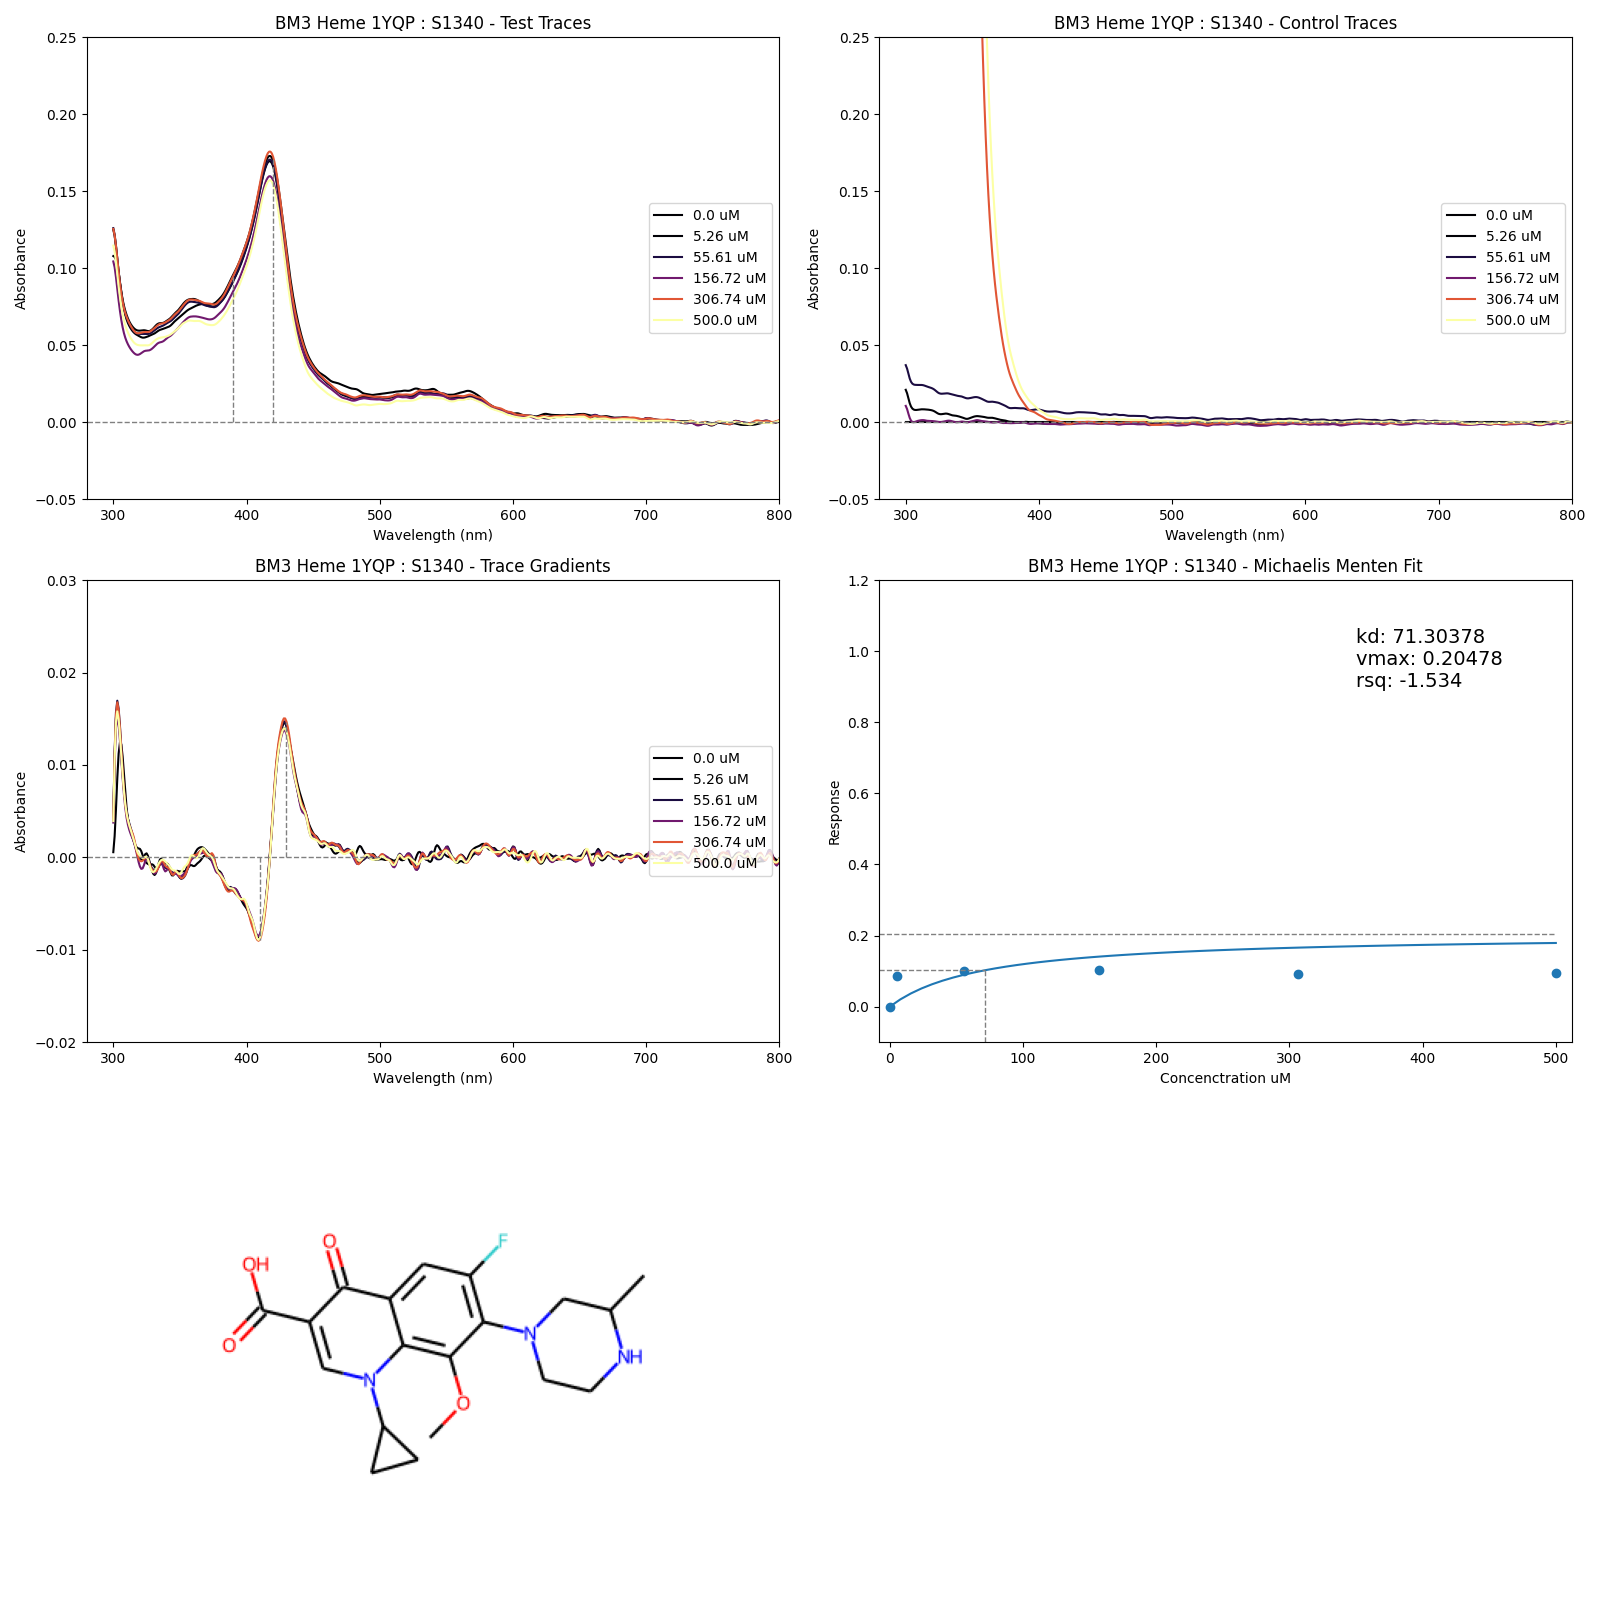 BM3 Heme 1YQP : S1340 - Test Traces
0.25
0.20
0.15
0.10
0.05
0.00
−0.05
Absorbance
300 400 500 600 700 800
Wavelength (nm)
0.0 uM
5.26 uM
55.61 uM
156.72 uM
306.74 uM
500.0 uM
BM3 Heme 1YQP : S1340 - Control Traces
0.25
0.20
0.15
0.10
0.05
0.00
−0.05
Absorbance
300 400 500 600 700 800
Wavelength (nm)
0.0 uM
5.26 uM
55.61 uM
156.72 uM
306.74 uM
500.0 uM
BM3 Heme 1YQP : S1340 - Trace Gradients
0.03
0.02
0.01
0.00
−0.01
−0.02
Absorbance
300 400 500 600 700 800
Wavelength (nm)
0.0 uM
5.26 uM
55.61 uM
156.72 uM
306.74 uM
500.0 uM
BM3 Heme 1YQP : S1340 - Michaelis Menten Fit
1.2
1.0
0.8
0.6
0.4
0.2
0.0
Response
0 100 200 300 400 500
Concenctration uM
kd: 71.30378
vmax: 0.20478
rsq: -1.534
O
F
OH
O
N
NH
N
O